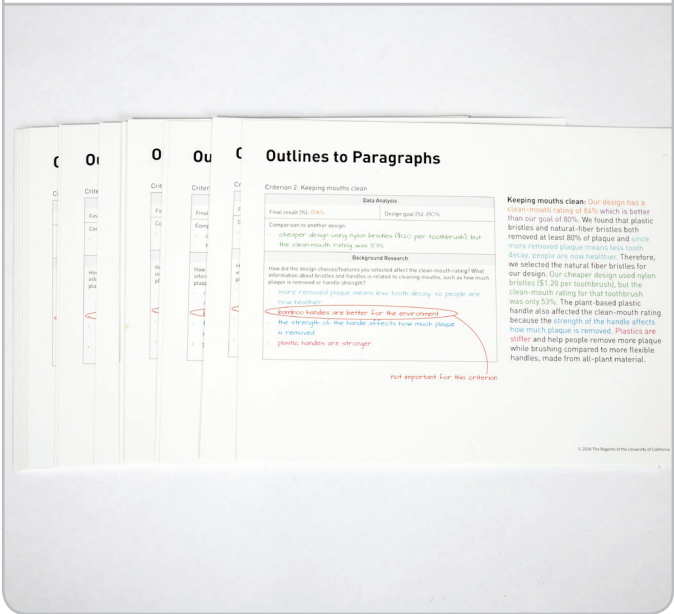 O
O
O
Ou
O
Outlines to Paragraphs
Criterion 2: Keeping mouths clean
Data Analysis
Final result (%): 84%
Design goal (%): 80%
Comparison to another design:
cheaper design using nylon bristles ($1.20 per toothbrush), but
the clean-mouth rating was 53%
Background Research
How did the design choices/features you selected affect the clean-mouth rating? What
information about bristles and handles is related to cleaning mouths, such as how much
plaque is removed or handle strength?
- more removed plaque means less tooth decay, so people are
now healthier
- bamboo handles are better for the environment
- the strength of the handle affects how much plaque
is removed
- plastic handles are stronger
not important for this criterion
Keeping mouths clean: Our design has a
clean-mouth rating of 84% which is better
than our goal of 80%. We found that plastic
bristles and natural-fiber bristles both
removed at least 80% of plaque and since
more removed plaque means less tooth
decay, people are now healthier. Therefore,
we selected the natural fiber bristles for
our design. Our cheaper design used nylon
bristles ($1.20 per toothbrush), but the
clean-mouth rating for that toothbrush
was only 53%. The plant-based plastic
handle also affected the clean-mouth rating
because the strength of the handle affects
how much plaque is removed. Plastics are
stiffer and help people remove more plaque
while brushing compared to more flexible
handles, made from all-plant material.
© 2016 The Regents of the University of California